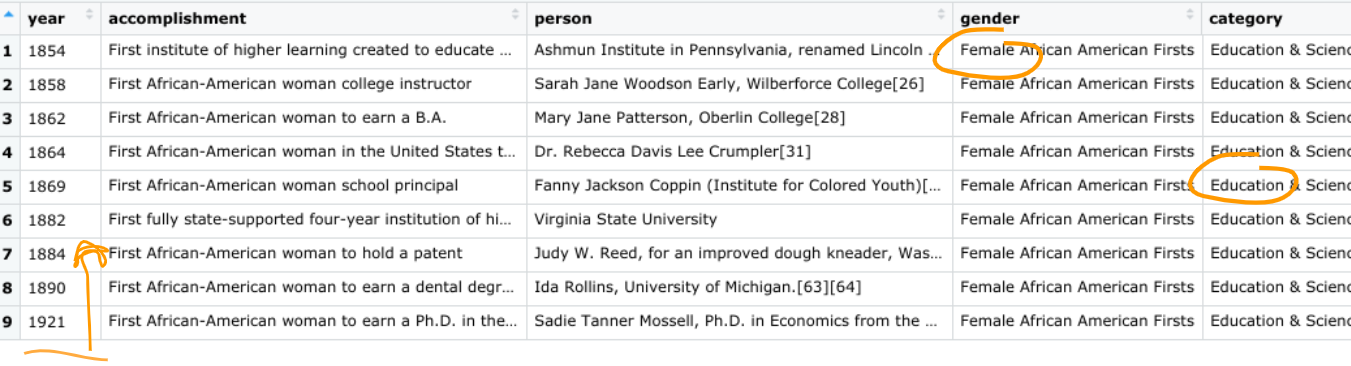 year accomplishment person gender category
1 1854 First institute of higher learning created to educate ... Ashmun Institute in Pennsylvania, renamed Lincoln ... Female African American Firsts Education & Scienc
2 1858 First African-American woman college instructor Sarah Jane Woodson Early, Wilberforce College[26] Female African American Firsts Education & Scienc
3 1862 First African-American woman to earn a B.A. Mary Jane Patterson, Oberlin College[28] Female African American Firsts Education & Scienc
4 1864 First African-American woman in the United States t... Dr. Rebecca Davis Lee Crumpler[31] Female African American Firsts Education & Scienc
5 1869 First African-American woman school principal Fanny Jackson Coppin (Institute for Colored Youth)[... Female African American Firsts Education & Scienc
6 1882 First fully state-supported four-year institution of hi... Virginia State University Female African American Firsts Education & Scienc
7 1884 First African-American woman to hold a patent Judy W. Reed, for an improved dough kneader, Was... Female African American Firsts Education & Scienc
8 1890 First African-American woman to earn a dental degr... Ida Rollins, University of Michigan.[63][64] Female African American Firsts Education & Scienc
9 1921 First African-American woman to earn a Ph.D. in the... Sadie Tanner Mossell, Ph.D. in Economics from the ... Female African American Firsts Education & Scienc